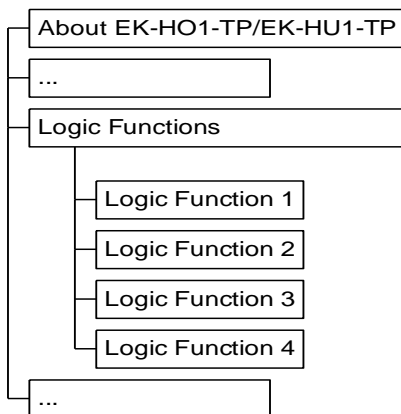 About EK-HO1-TP/EK-HU1-TP
...
Logic Functions
Logic Function 1
Logic Function 2
Logic Function 3
Logic Function 4
...